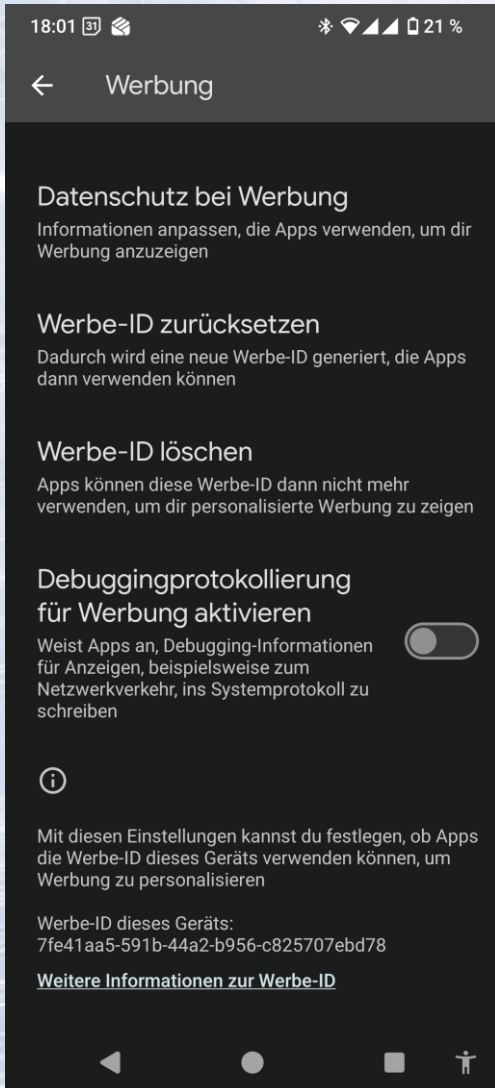 18:01 31 21 %
Werbung
Datenschutz bei Werbung
Informationen anpassen, die Apps verwenden, um dir
Werbung anzuzeigen
Werbe-ID zurücksetzen
Dadurch wird eine neue Werbe-ID generiert, die Apps
dann verwenden können
Werbe-ID löschen
Apps können diese Werbe-ID dann nicht mehr
verwenden, um dir personalisierte Werbung zu zeigen
Debuggingprotokollierung
für Werbung aktivieren
Weist Apps an, Debugging-Informationen
für Anzeigen, beispielsweise zum
Netzwerkverkehr, ins Systemprotokoll zu
schreiben
Mit diesen Einstellungen kannst du festlegen, ob Apps
die Werbe-ID dieses Geräts verwenden können, um
Werbung zu personalisieren
Werbe-ID dieses Geräts:
7fe41aa5-591b-44a2-b956-c825707ebd78
Weitere Informationen zur Werbe-ID